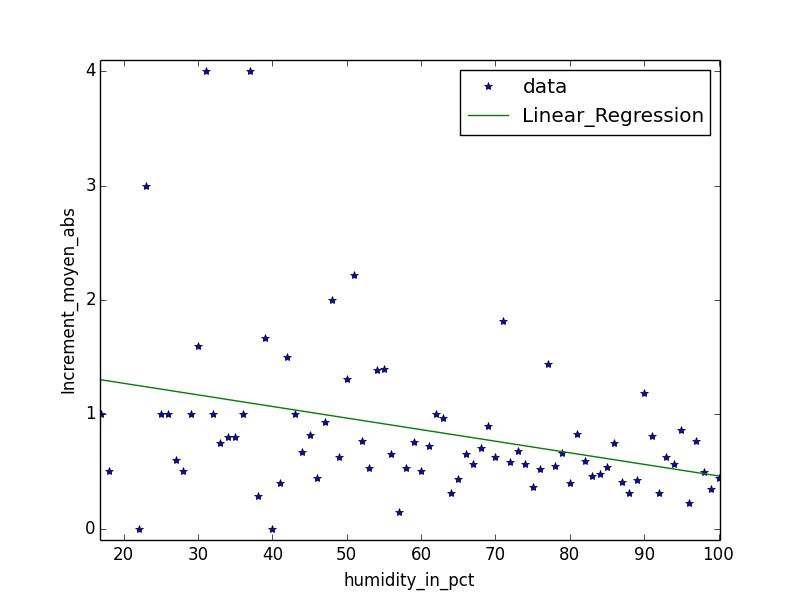 data
Linear_Regression
4
3
2
1
0
Increment_moyen_abs
20 30 40 50 60 70 80 90 100
humidity_in_pct